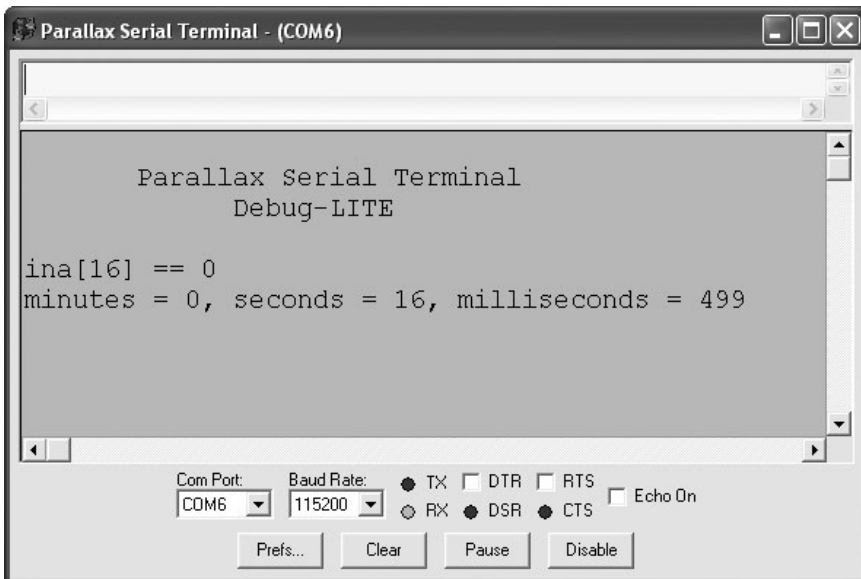 Parallax Serial Terminal - (COM6)
Parallax Serial Terminal
Debug-LITE
ina[16] == 0
minutes = 0, seconds = 16, milliseconds = 499
Com Port: Baud Rate: TX DTR RTS
COM6 115200 RX DSR CTS Echo On
Prefs... Clear Pause Disable